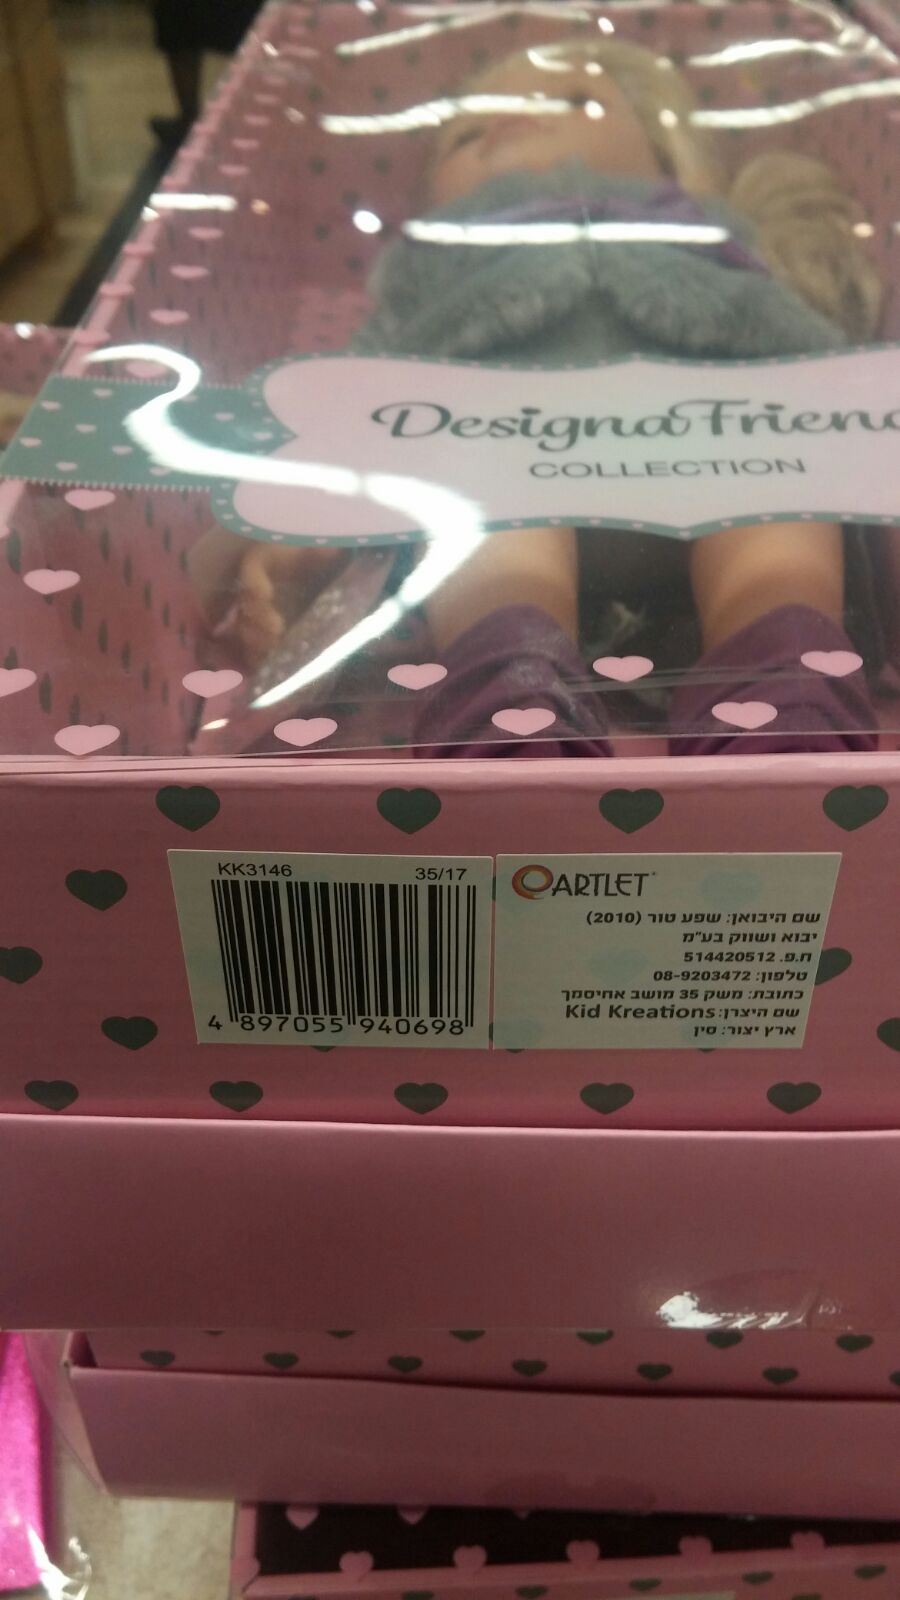 DesignaFrien
COLLECTION
KK3146 35/17
4 897055 940698
ARTLET
שם היבואן: שפע טור (2010)
יבוא ושווק בע"מ
ח.פ. 514420512
טלפון: 08-9203472
כתובת: משק 35 מושב אחיסמך
שם היצרן: Kid Kreations
ארץ יצור: סין